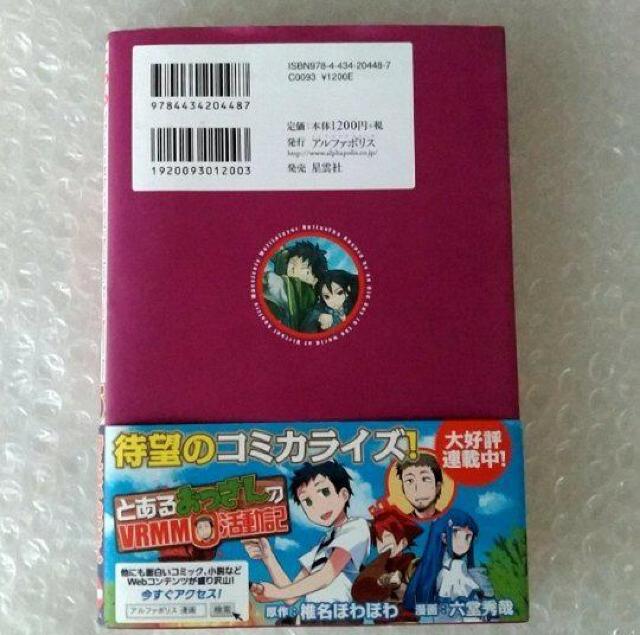 ISBN978-4-434-20448-7
C0093 ¥1200E
9784434204487
定価:本体1200円+税
発行 アルファポリス
http://www.alphapolis.co.jp/
発売 星雲社
1920093012003
待望のコミカライズ!
大好評
連載中!
とあるおっさんの
VRMMO活動記
他にも面白いコミック、小説など
Webコンテンツが盛り沢山!
今すぐアクセス!
アルファポリス 漫画 検索
原作:椎名ほわほわ 漫画:六堂秀哉